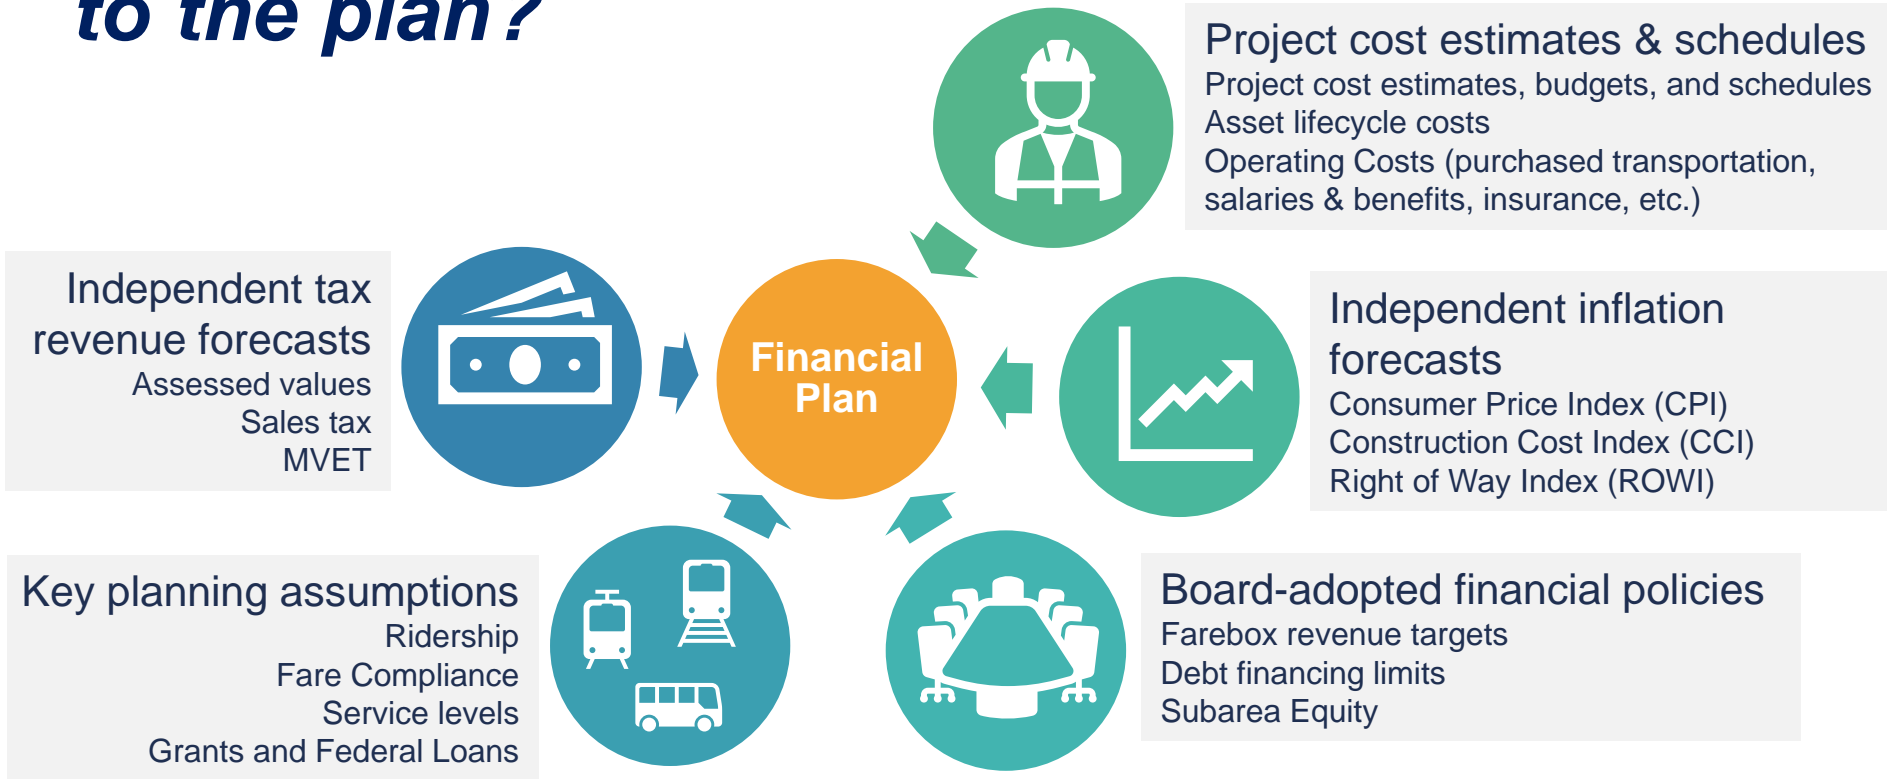 to the plan?
Project cost estimates & schedules
Project cost estimates, budgets, and schedules
Asset lifecycle costs
Operating Costs (purchased transportation,
salaries & benefits, insurance, etc.)
Independent tax
revenue forecasts
Assessed values
Sales tax
MVET
Financial
Plan
Independent inflation
forecasts
Consumer Price Index (CPI)
Construction Cost Index (CCI)
Right of Way Index (ROWI)
Key planning assumptions
Ridership
Fare Compliance
Service levels
Grants and Federal Loans
Board-adopted financial policies
Farebox revenue targets
Debt financing limits
Subarea Equity